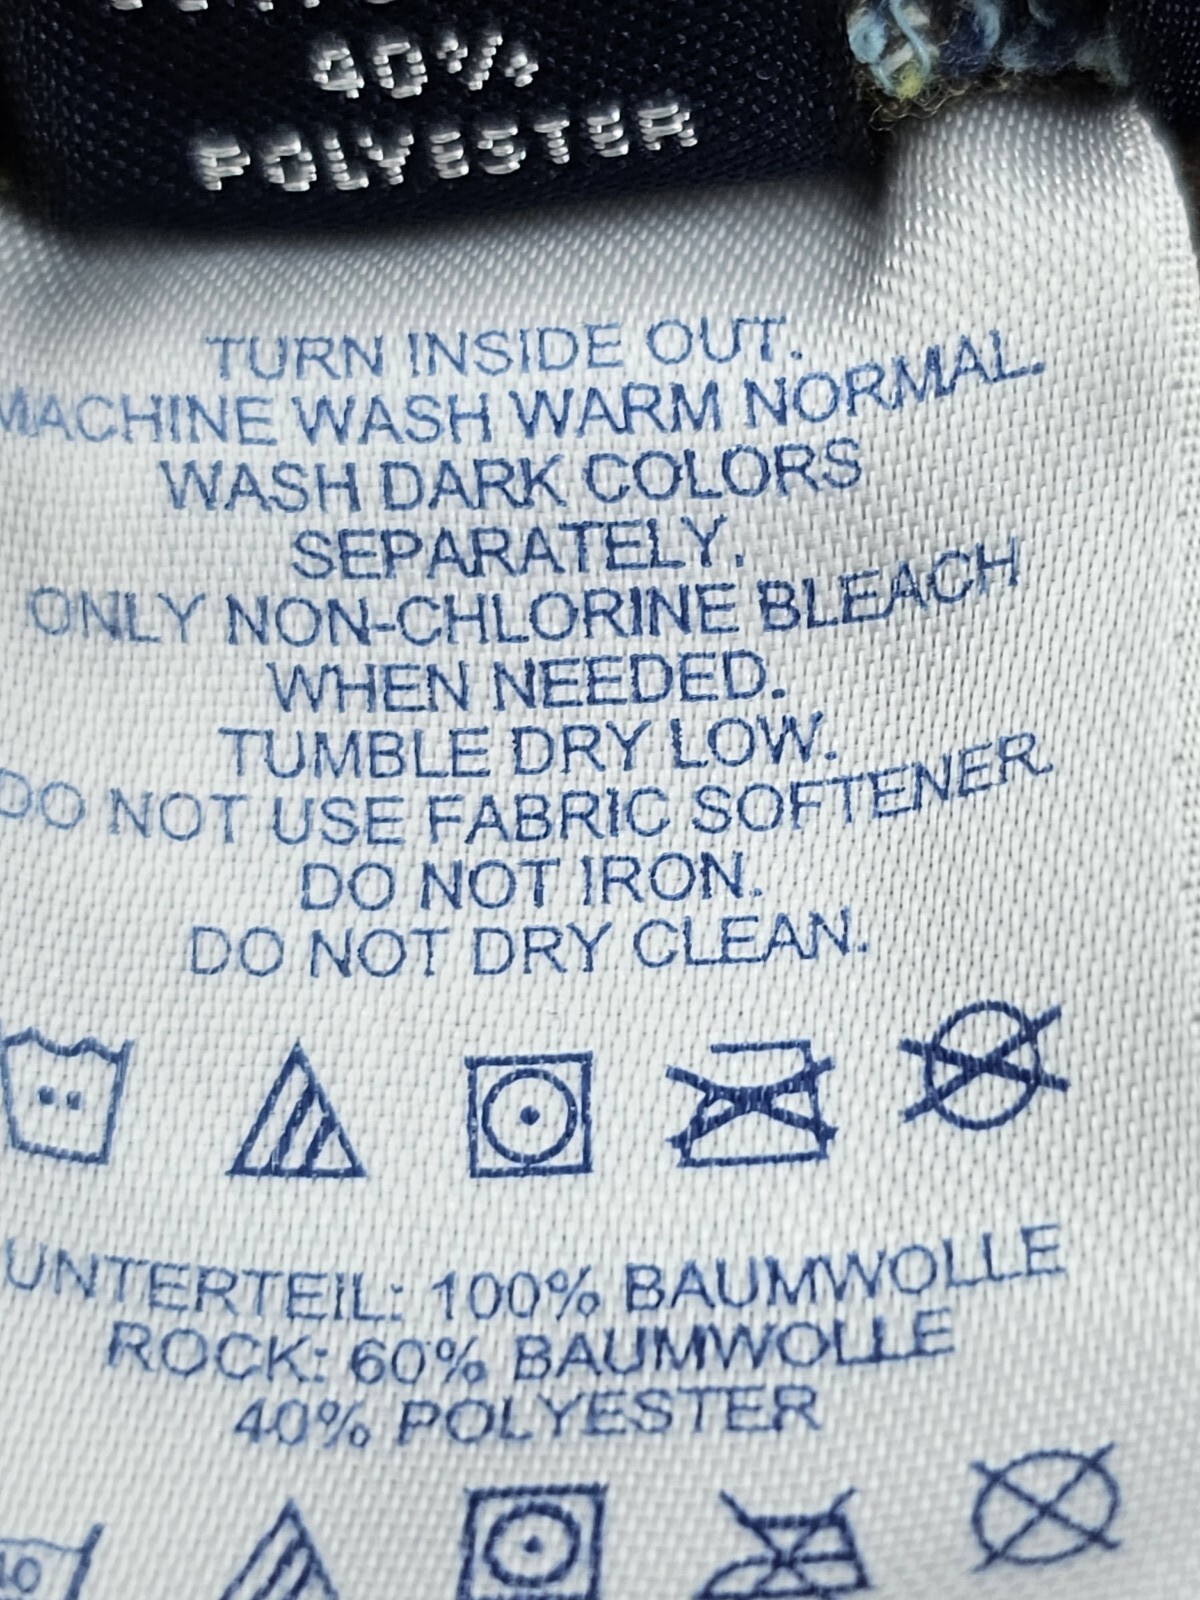 40%
POLYESTER
TURN INSIDE OUT.
MACHINE WASH WARM NORMAL.
WASH DARK COLORS
SEPARATELY.
ONLY NON-CHLORINE BLEACH
WHEN NEEDED.
TUMBLE DRY LOW.
DO NOT USE FABRIC SOFTENER.
DO NOT IRON.
DO NOT DRY CLEAN.
UNTERTEIL: 100% BAUMWOLLE
ROCK: 60% BAUMWOLLE
40% POLYESTER
40